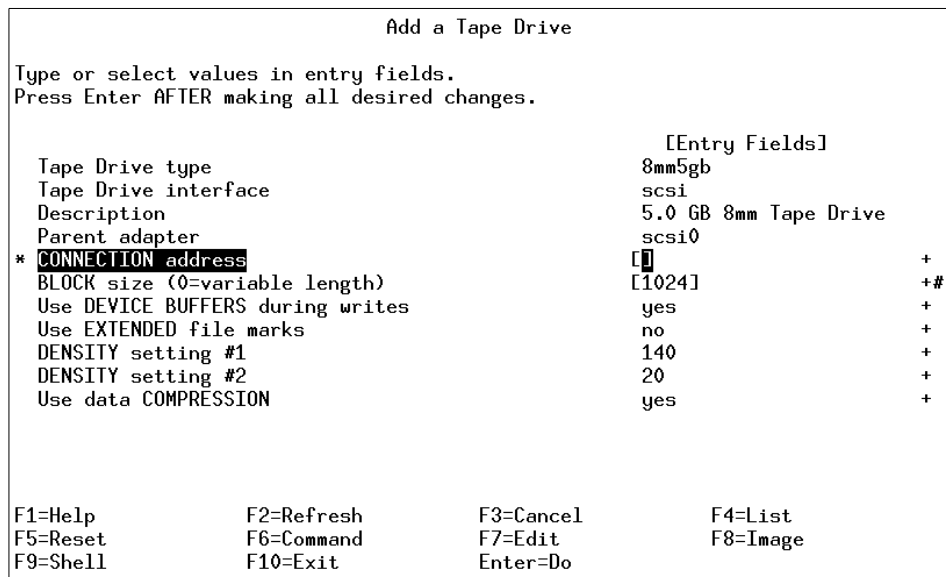 Add a Tape Drive
Type or select values in entry fields.
Press Enter AFTER making all desired changes.
[Entry Fields]
Tape Drive type 8mm5gb
Tape Drive interface scsi
Description 5.0 GB 8mm Tape Drive
Parent adapter scsi0
* CONNECTION address [] +
BLOCK size (0=variable length) [1024] +#
Use DEVICE BUFFERS during writes yes +
Use EXTENDED file marks no +
DENSITY setting #1 140 +
DENSITY setting #2 20 +
Use data COMPRESSION yes +
F1=Help F2=Refresh F3=Cancel F4=List
F5=Reset F6=Command F7=Edit F8=Image
F9=Shell F10=Exit Enter=Do